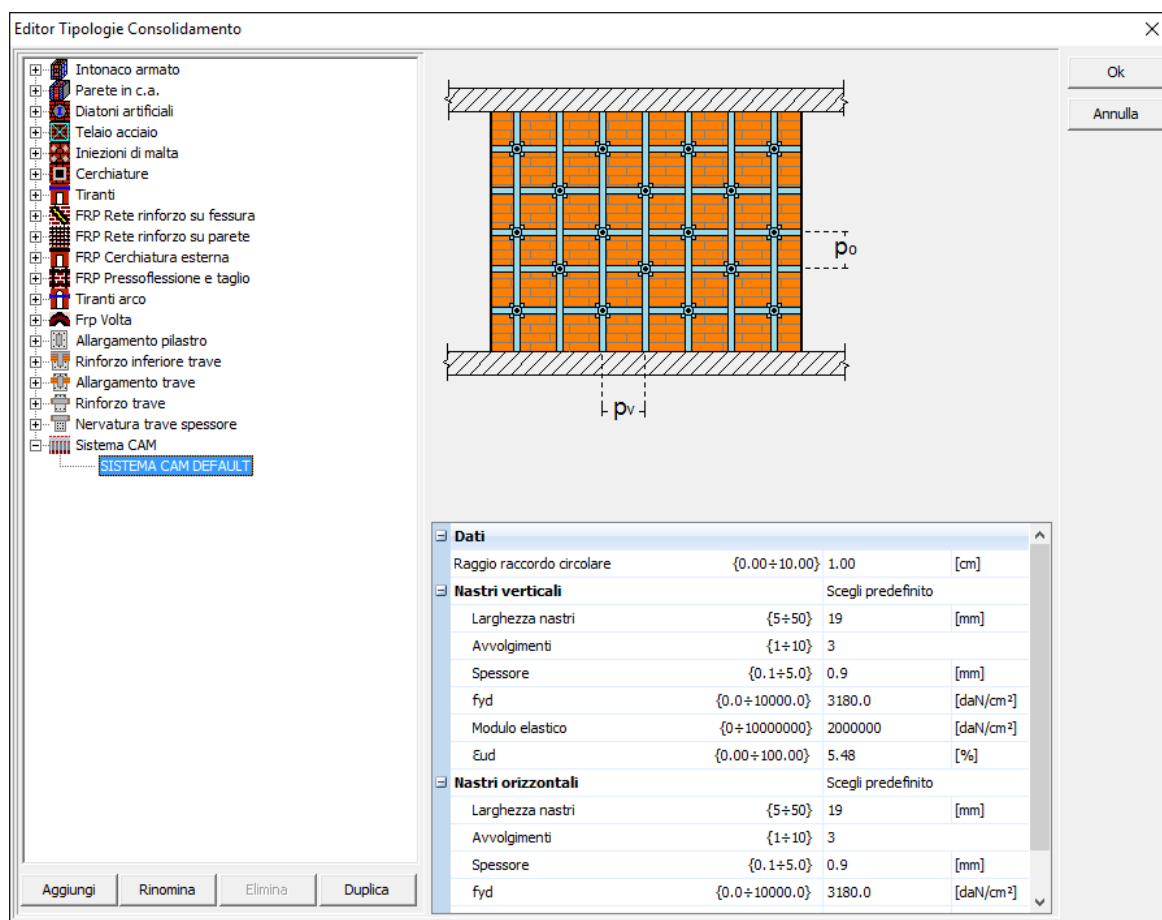 Editor Tipologie Consolidamento
Intonaco armato
Parete in c.a.
Diatoni artificiali
Telaio acciaio
Iniezioni di malta
Cerchiature
Tiranti
FRP Rete rinforzo su fessura
FRP Rete rinforzo su parete
FRP Cerchiatura esterna
FRP Pressoflessione e taglio
Tiranti arco
Frp Volta
Allargamento pilastro
Rinforzo inferiore trave
Allargamento trave
Rinforzo trave
Nervatura trave spessore
Sistema CAM
SISTEMA CAM DEFAULT
Aggiungi Rinomina Elimina Duplica
po
pv
Dati
Raggio raccordo circolare {0.00÷10.00} 1.00 [cm]
Nastri verticali Scegli predefinito
Larghezza nastri {5÷50} 19 [mm]
Avvolgimenti {1÷10} 3
Spessore {0.1÷5.0} 0.9 [mm]
fyd {0.0÷10000.0} 3180.0 [daN/cm²]
Modulo elastico {0÷10000000} 2000000 [daN/cm²]
Ɛud {0.00÷100.00} 5.48 [%]
Nastri orizzontali Scegli predefinito
Larghezza nastri {5÷50} 19 [mm]
Avvolgimenti {1÷10} 3
Spessore {0.1÷5.0} 0.9 [mm]
fyd {0.0÷10000.0} 3180.0 [daN/cm²]
Ok
Annulla